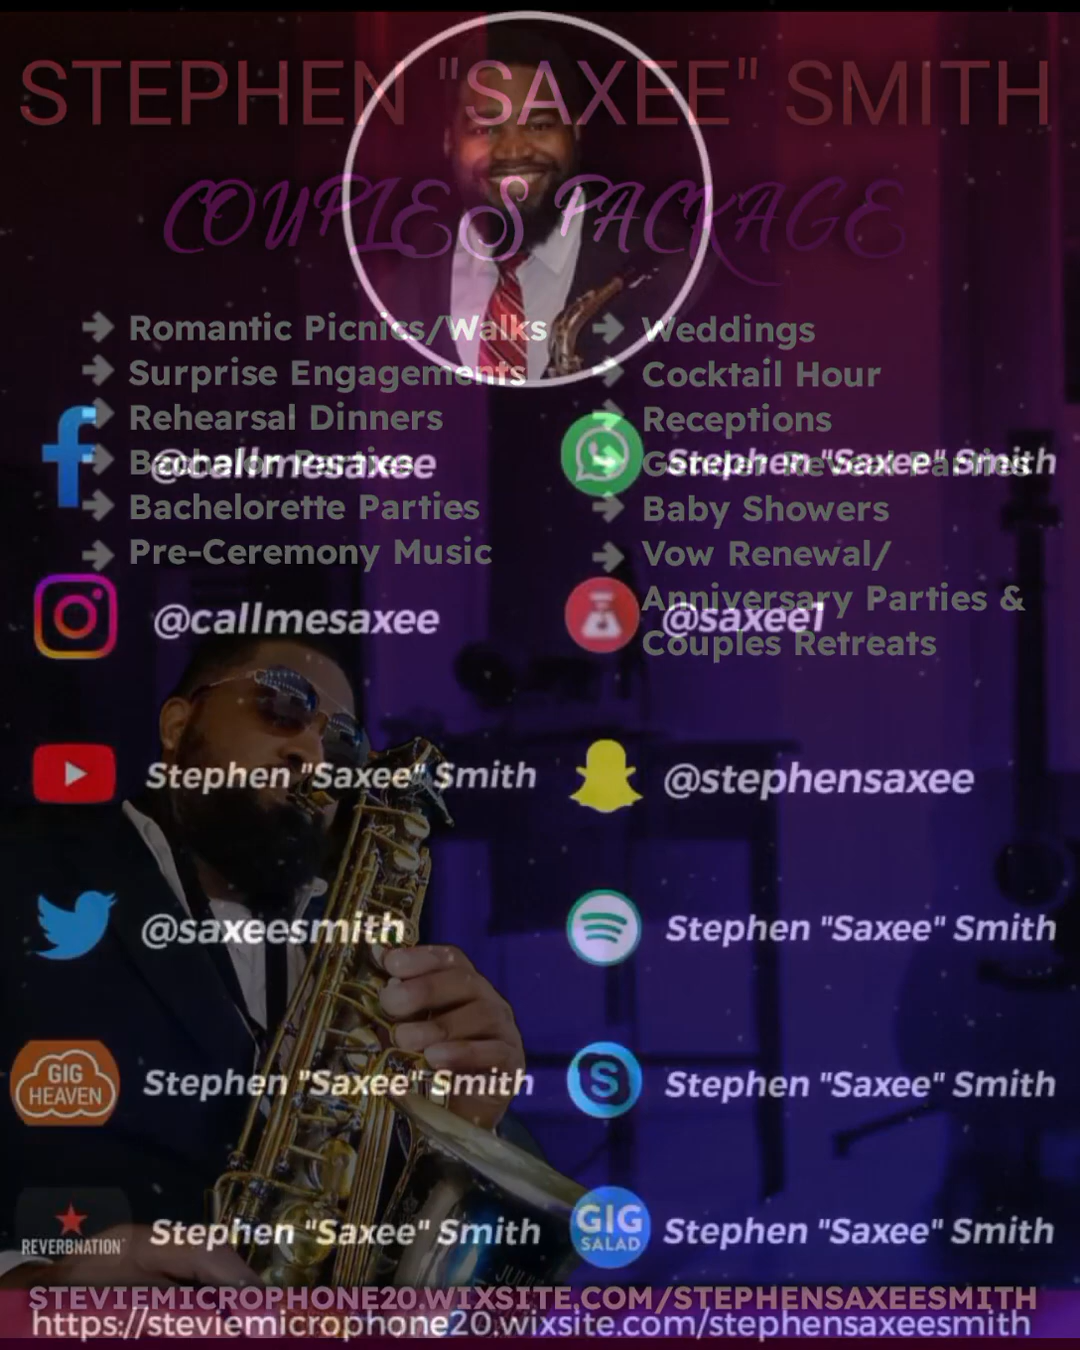 STEPHEN "SAXEE" SMITH
COUPLES PACKAGE
Romantic Picnics/Walks
Surprise Engagements
Rehearsal Dinners
Bachelorette Parties
Pre-Ceremony Music
Weddings
Cocktail Hour
Receptions
Gender Reveal Parties
Baby Showers
Vow Renewal/
Anniversary Parties &
Couples Retreats
@callmesaxee
Stephen "Saxee" Smith
@callmesaxee
@saxee1
Stephen "Saxee" Smith
@stephensaxee
@saxeesmith
Stephen "Saxee" Smith
GIG
HEAVEN
Stephen "Saxee" Smith
S
Stephen "Saxee" Smith
REVERBNATION
Stephen "Saxee" Smith
GIG
SALAD
Stephen "Saxee" Smith
STEVIEMICROPHONE20.WIXSITE.COM/STEPHENSAXEESMITH
https://steviemicrophone20.wixsite.com/stephensaxeesmith